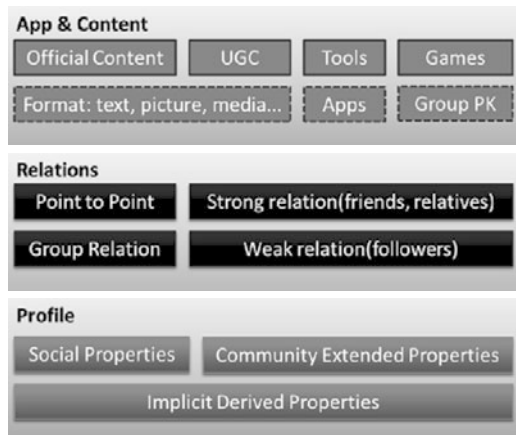 App & Content
Official Content UGC Tools Games
Format: text, picture, media... Apps Group PK
Relations
Point to Point Strong relation(friends, relatives)
Group Relation Weak relation(followers)
Profile
Social Properties Community Extended Properties
Implicit Derived Properties